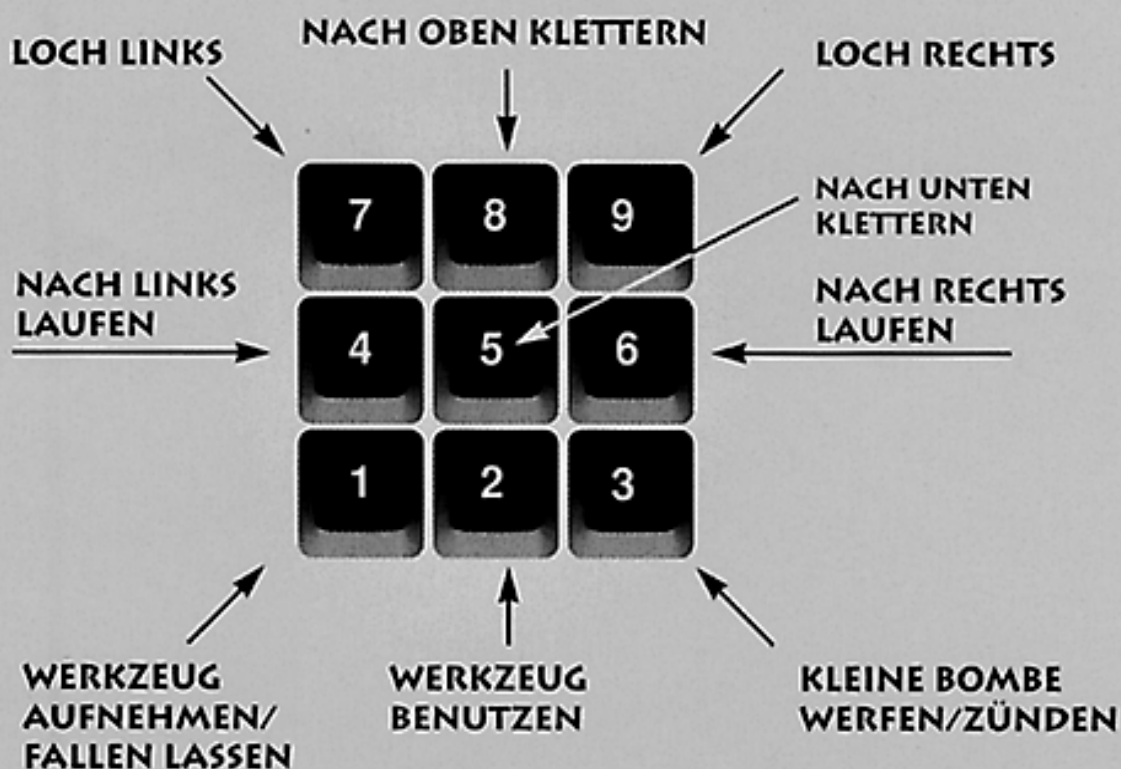 NACH OBEN KLETTERN
LOCH LINKS
LOCH RECHTS
7
8
9
NACH UNTEN
KLETTERN
NACH LINKS
LAUFEN
4
5
6
NACH RECHTS
LAUFEN
1
2
3
WERKZEUG
AUFNEHMEN/
FALLEN LASSEN
WERKZEUG
BENUTZEN
KLEINE BOMBE
WERFEN/ZÜNDEN